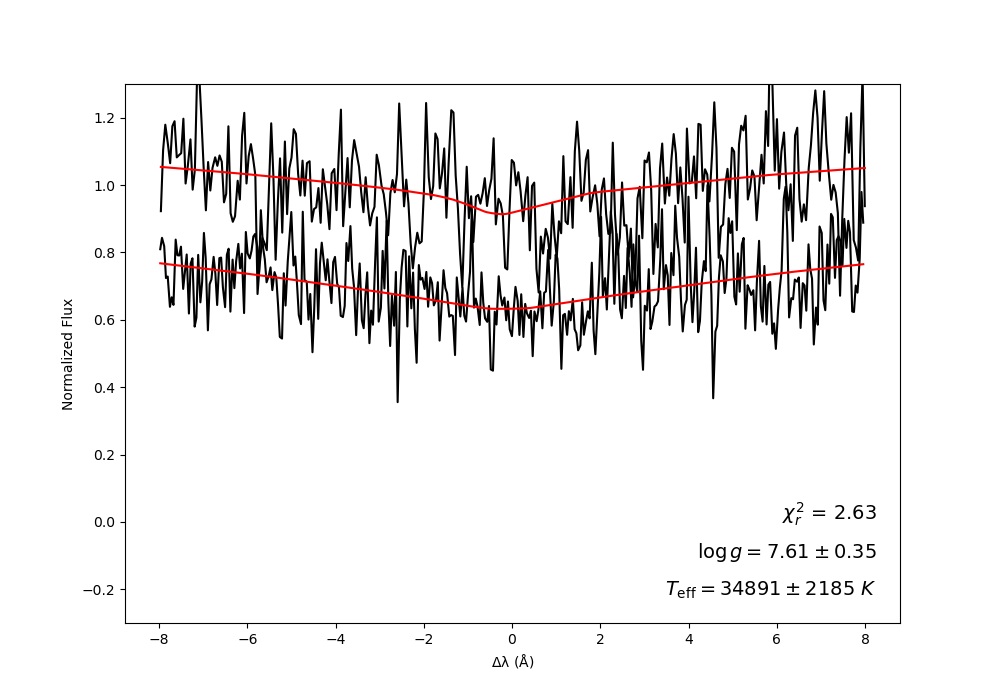 1.2
1.0
0.8
0.6
0.4
0.2
0.0
−0.2
Normalized Flux
χ²ᵣ = 2.63
log g = 7.61 ± 0.35
T_eff = 34891 ± 2185 K
−8 −6 −4 −2 0 2 4 6 8
Δλ (Å)